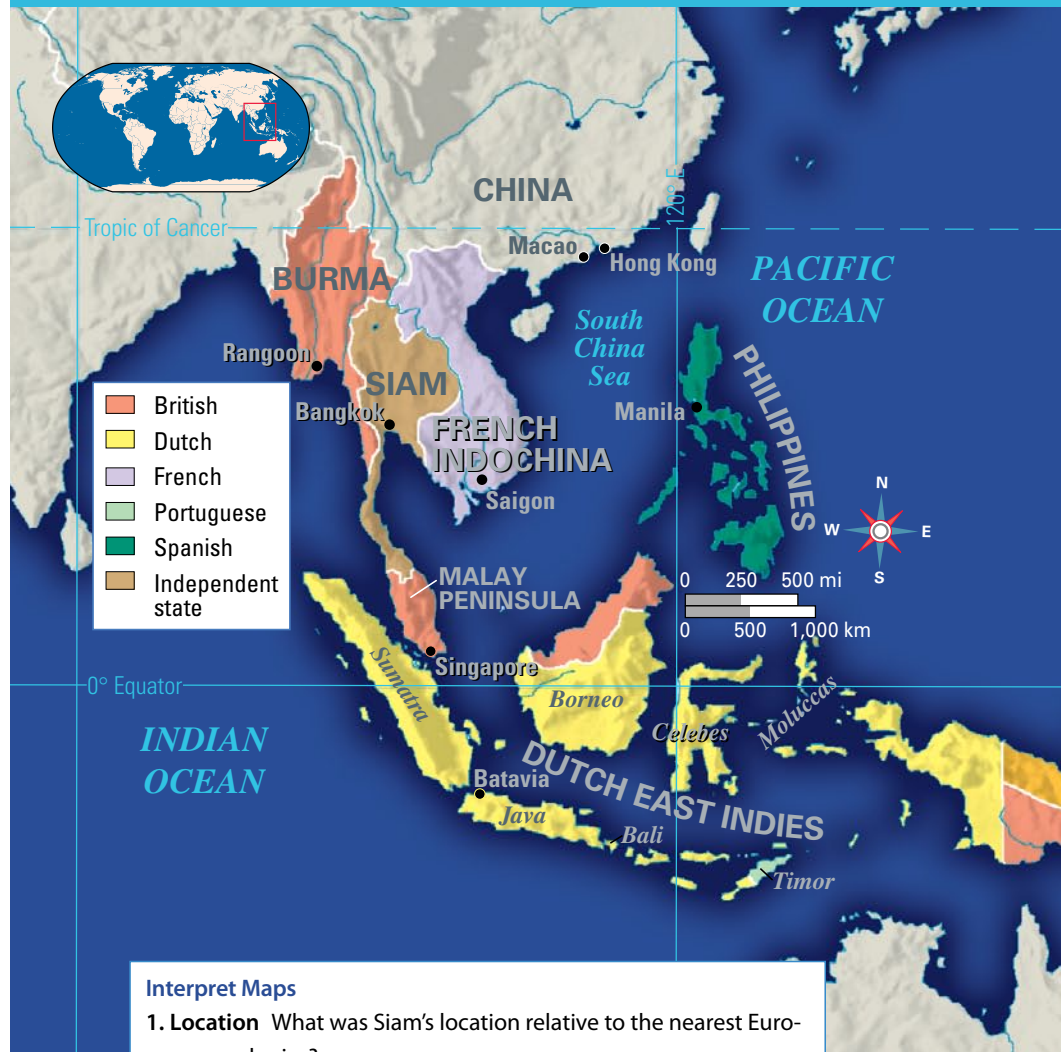 CHINA
120° E
Tropic of Cancer
Macao
Hong Kong
BURMA
PACIFIC
OCEAN
South
China
Sea
Rangoon
SIAM
PHILIPPINES
Manila
Bangkok
FRENCH
INDOCHINA
Saigon
British
Dutch
French
Portuguese
Spanish
Independent
state
N
W
E
S
MALAY
PENINSULA
0 250 500 mi
0 500 1,000 km
Singapore
Sumatra
0° Equator
Borneo
Celebes
Moluccas
INDIAN
OCEAN
DUTCH EAST INDIES
Batavia
Java
Bali
Timor
Interpret Maps
1. Location What was Siam’s location relative to the nearest Euro-